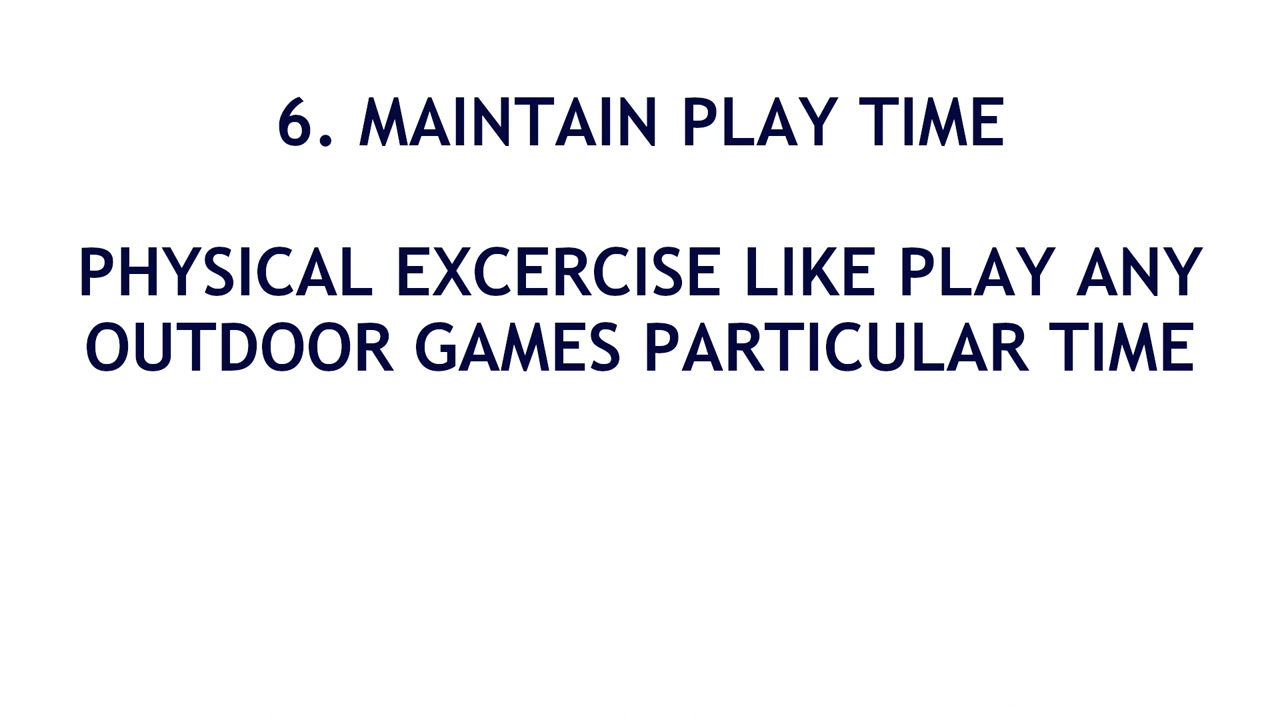 6. MAINTAIN PLAY TIME
PHYSICAL EXCERCISE LIKE PLAY ANY
OUTDOOR GAMES PARTICULAR TIME